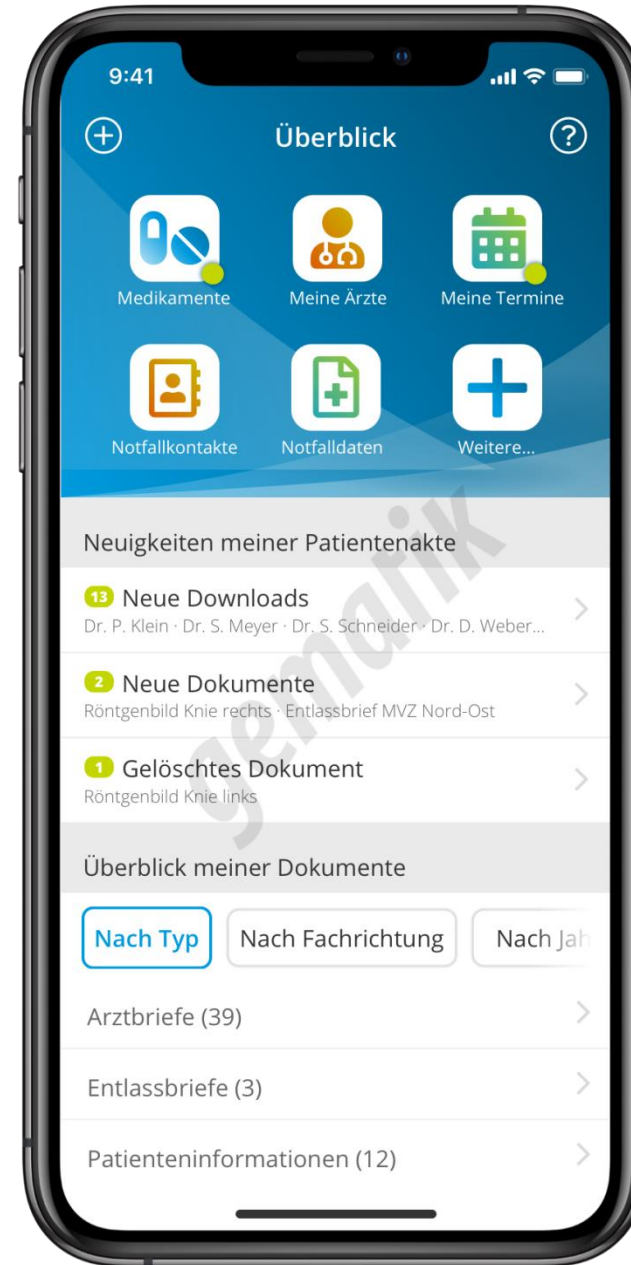 9:41
Überblick
Medikamente
Meine Ärzte
Meine Termine
Notfallkontakte
Notfalldaten
Weitere...
gematik
Neuigkeiten meiner Patientenakte
13 Neue Downloads
Dr. P. Klein · Dr. S. Meyer · Dr. S. Schneider · Dr. D. Weber...
2 Neue Dokumente
Röntgenbild Knie rechts · Entlassbrief MVZ Nord-Ost
1 Gelöschtes Dokument
Röntgenbild Knie links
Überblick meiner Dokumente
Nach Typ
Nach Fachrichtung
Nach Jah
Arztbriefe (39)
Entlassbriefe (3)
Patienteninformationen (12)